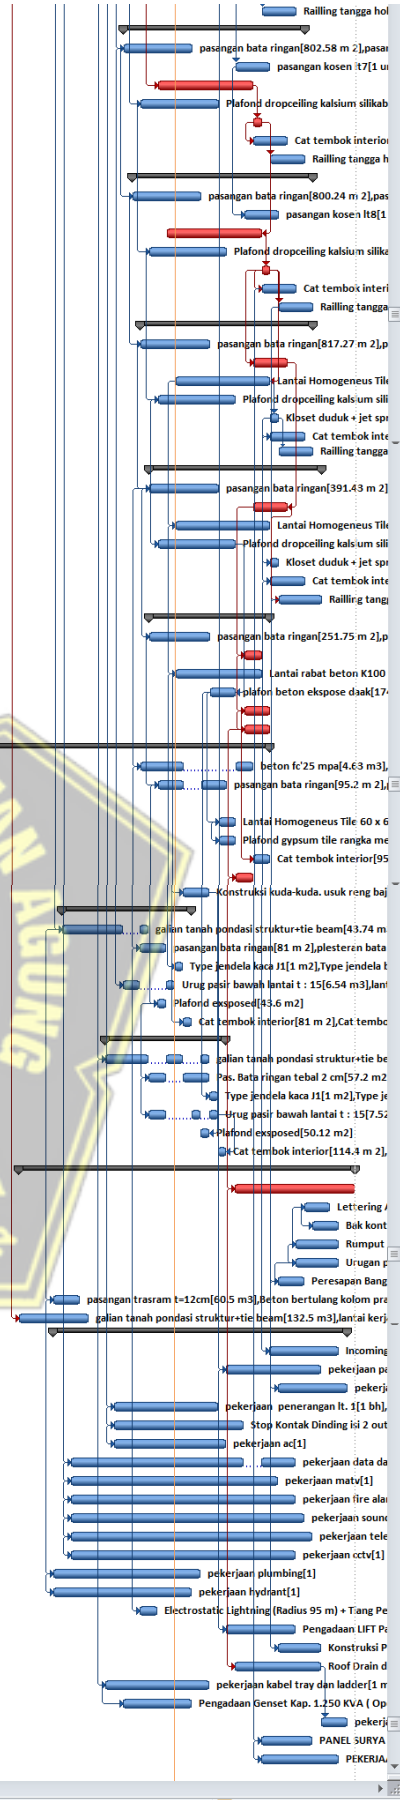 Railling tangga hol
pasangan bata ringan[802.58 m 2],pasa
pasangan kosen lt7[1 u
Plafond dropceiling kalsium silikab
Cat tembok interior
Railling tangga h
pasangan bata ringan[800.24 m 2],pas
pasangan kosen lt8[1
Plafond dropceiling kalsium silika
Cat tembok interi
Railling tangga
pasangan bata ringan[817.27 m 2],p
Lantai Homogeneus Tile
Plafond dropceiling kalsium sili
Kloset duduk + jet spr
Cat tembok inte
Railling tangga
pasangan bata ringan[391.43 m 2]
Lantai Homogeneus Tile
Plafond dropceiling kalsium sili
Kloset duduk + jet spr
Cat tembok inte
Railling tang
pasangan bata ringan[251.75 m 2],p
Lantai rabat beton K100
plafon beton ekspose daak[17
beton fc'25 mpa[4.63 m3],
pasangan bata ringan[95.2 m 2],
Lantai Homogeneus Tile 60 x 6
Plafond gypsum tile rangka me
Cat tembok interior[95
Konstruksi kuda-kuda. usuk reng baj
galian tanah pondasi struktur+tie beam[43.74 m
pasangan bata ringan[81 m 2],plesteran bata
Type jendela kaca J1[1 m2],Type jendela b
Urug pasir bawah lantai t : 15[6.54 m3],lant
Plafond exsposed[43.6 m2]
Cat tembok interior[81 m 2],Cat tembo
galian tanah pondasi struktur+tie be
Pas. Bata ringan tebal 2 cm[57.2 m2
Type jendela kaca J1[1 m2],Type je
Urug pasir bawah lantai t : 15[7.52
Plafond exsposed[50.12 m2]
Cat tembok interior[114.4 m 2],
Lettering A
Bak kont
Rumput
Urugan p
Peresapan Bang
pasangan trasram t=12cm[60.5 m3],Beton bertulang kolom pra
galian tanah pondasi struktur+tie beam[132.5 m3],lantai kerj
Incoming
pekerjaan pa
pekerj
pekerjaan penerangan lt. 1[1 bh],
Stop Kontak Dinding isi 2 out
pekerjaan ac[1]
pekerjaan data da
pekerjaan matv[1]
pekerjaan fire alar
pekerjaan soun
pekerjaan tele
pekerjaan cctv[1]
pekerjaan plumbing[1]
pekerjaan hydrant[1]
Electrostatic Lightning (Radius 95 m) + Tiang Pe
Pengadaan LIFT Pa
Konstruksi P
Roof Drain d
pekerjaan kabel tray dan ladder[1 m
Pengadaan Genset Kap. 1.250 KVA ( Op
pekerj
PANEL SURYA
PEKERJA
AGUNG